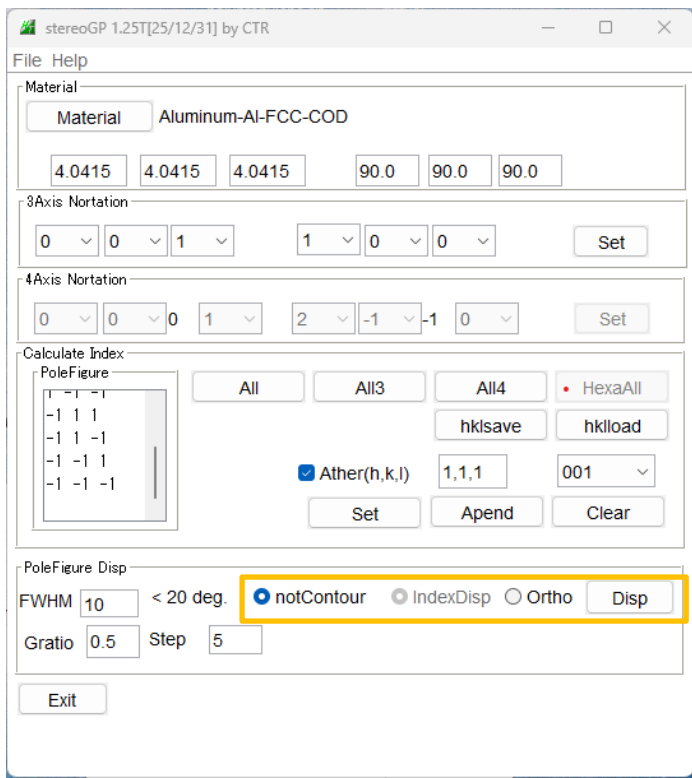 stereoGP 1.25T[25/12/31] by CTR
File Help
Material
Material Aluminum-Al-FCC-COD
4.0415 4.0415 4.0415 90.0 90.0 90.0
3Axis Nortation
0 0 1 1 0 0 Set
4Axis Nortation
0 0 0 1 2 -1 -1 0 Set
Calculate Index
PoleFigure
All All3 All4 HexaAll
1 -1 -1
-1 1 1
-1 1 -1
-1 -1 1
-1 -1 -1
hklsave hklload
Ather(h,k,l) 1,1,1 001
Set Apend Clear
PoleFigure Disp
FWHM 10 < 20 deg. notContour IndexDisp Ortho Disp
Gratio 0.5 Step 5
Exit